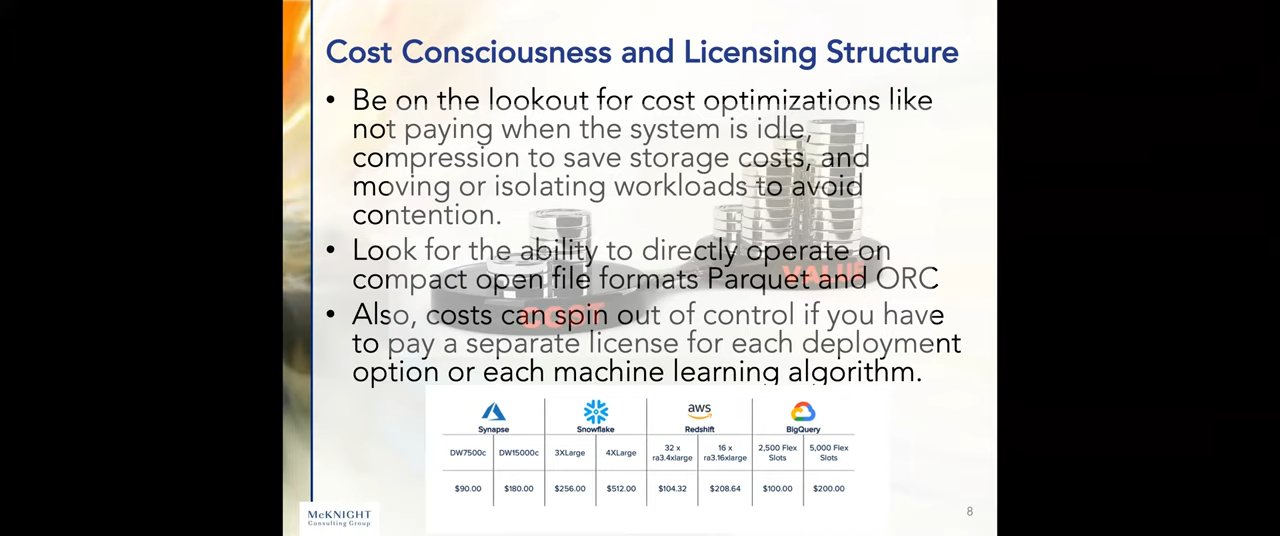 Cost Consciousness and Licensing Structure
• Be on the lookout for cost optimizations like
not paying when the system is idle,
compression to save storage costs, and
moving or isolating workloads to avoid
contention.
• Look for the ability to directly operate on
compact open file formats Parquet and ORC
• Also, costs can spin out of control if you have
to pay a separate license for each deployment
option or each machine learning algorithm.
COST
VALUE
aws
Synapse Snowflake Redshift BigQuery
DW7500c DW15000c 3XLarge 4XLarge 32 x ra3.4xlarge 16 x ra3.16xlarge 2,500 Flex Slots 5,000 Flex Slots
$90.00 $180.00 $256.00 $512.00 $104.32 $208.64 $100.00 $200.00
McKNIGHT
Consulting Group
8